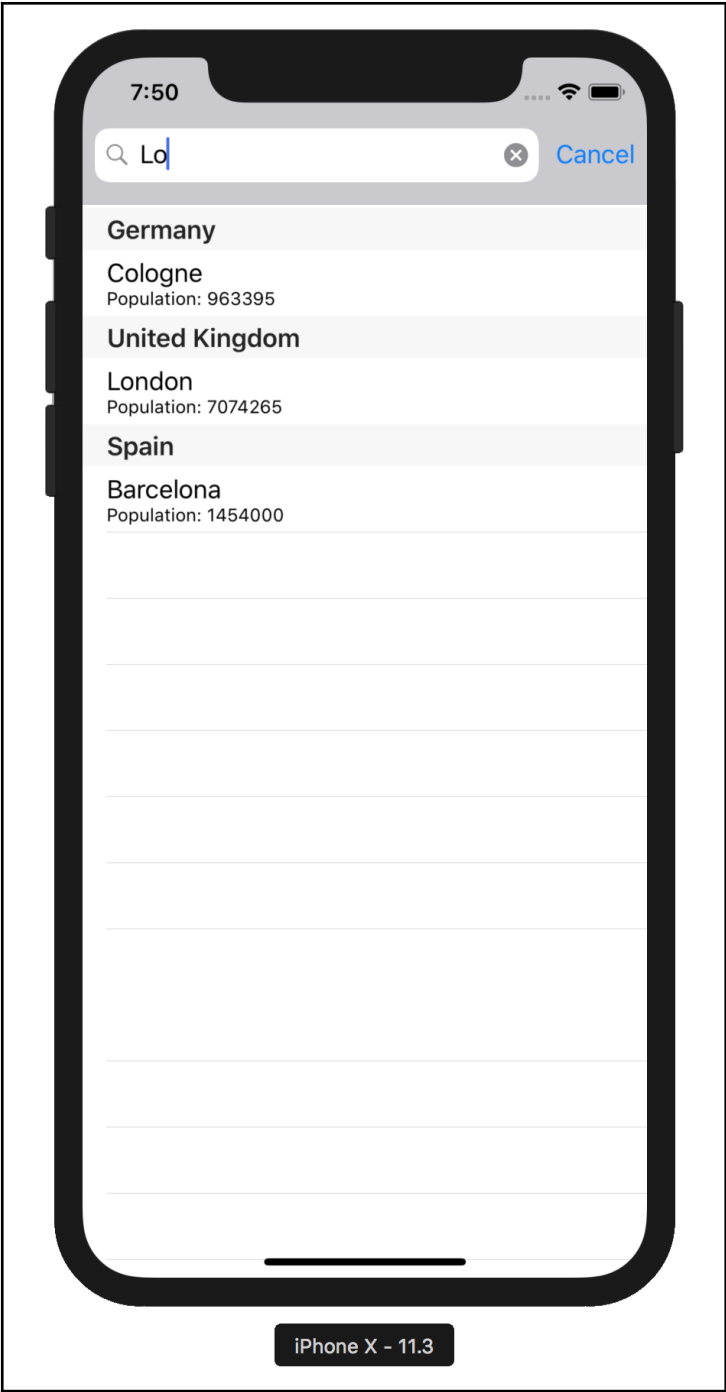 7:50
Lo
Cancel
Germany
Cologne
Population: 963395
United Kingdom
London
Population: 7074265
Spain
Barcelona
Population: 1454000
iPhone X - 11.3